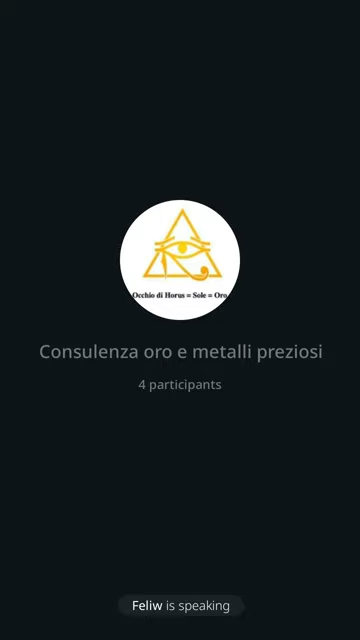 Occhio di Horus = Sole = Oro
Consulenza oro e metalli preziosi
4 participants
Feliw is speaking